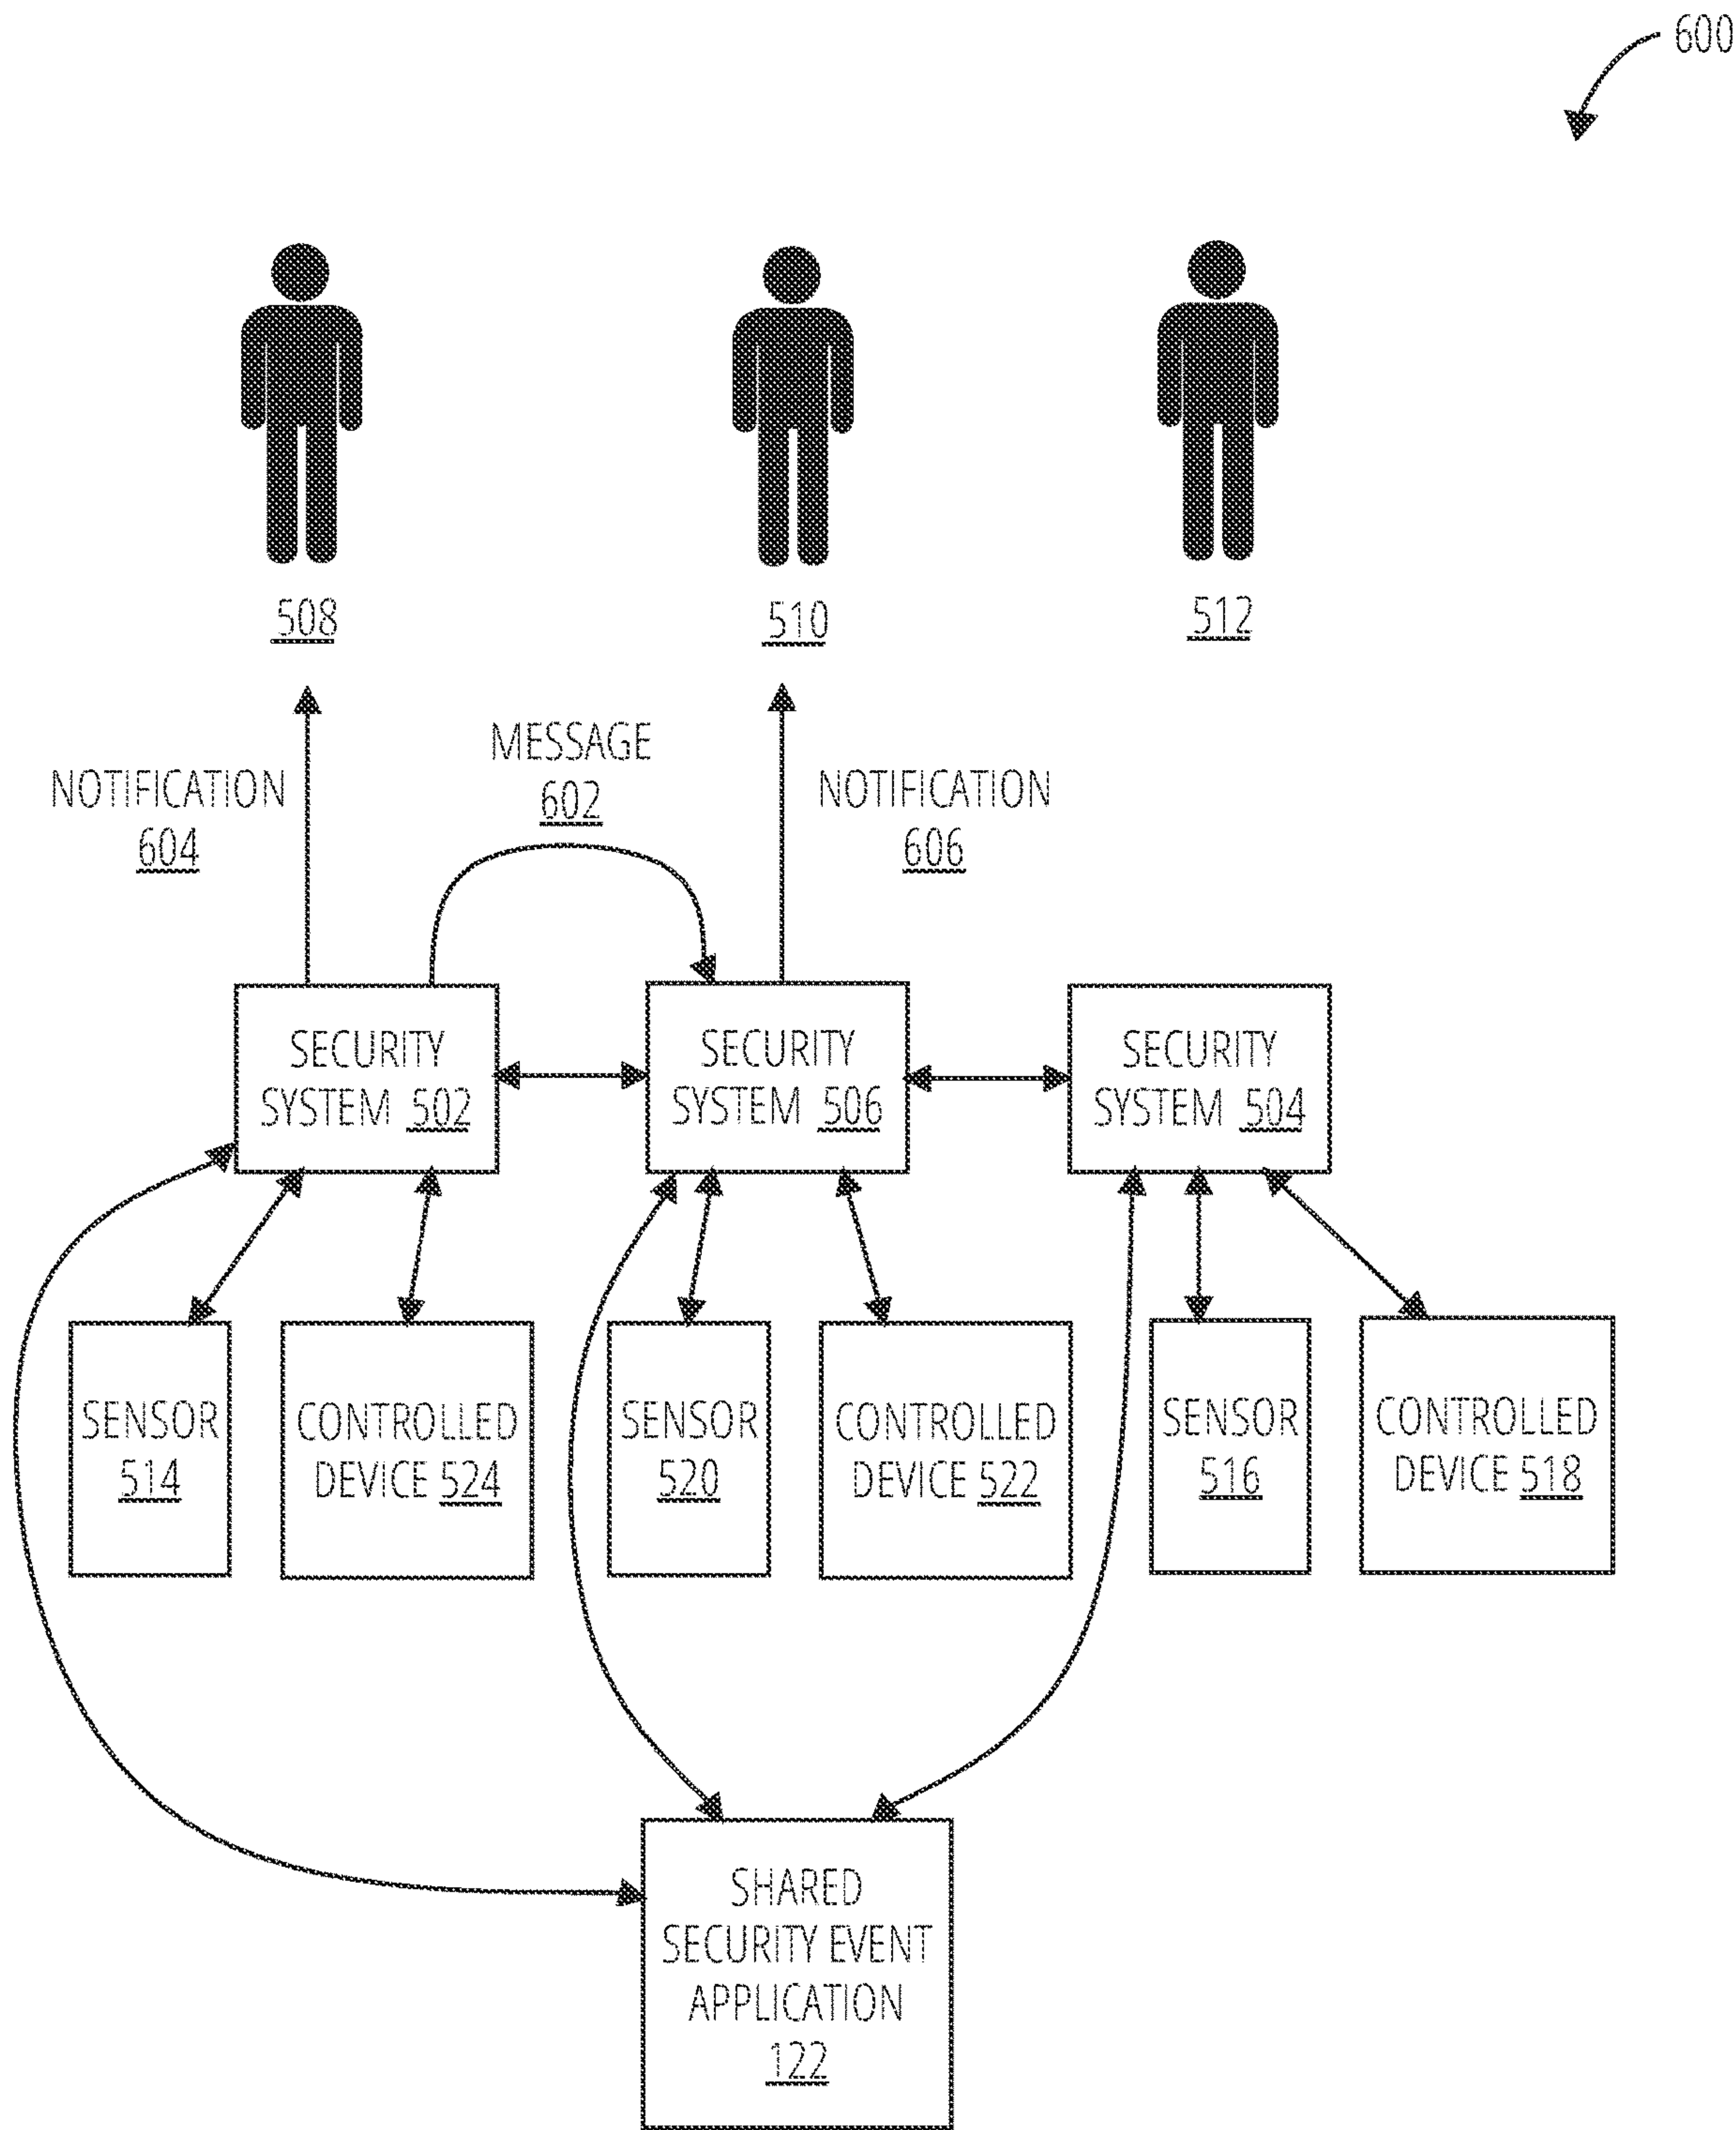 600
508
510
512
MESSAGE
602
NOTIFICATION
604
NOTIFICATION
606
SECURITY
SYSTEM 502
SECURITY
SYSTEM 506
SECURITY
SYSTEM 504
SENSOR
514
CONTROLLED
DEVICE 524
SENSOR
520
CONTROLLED
DEVICE 522
SENSOR
516
CONTROLLED
DEVICE 518
SHARED
SECURITY EVENT
APPLICATION
122